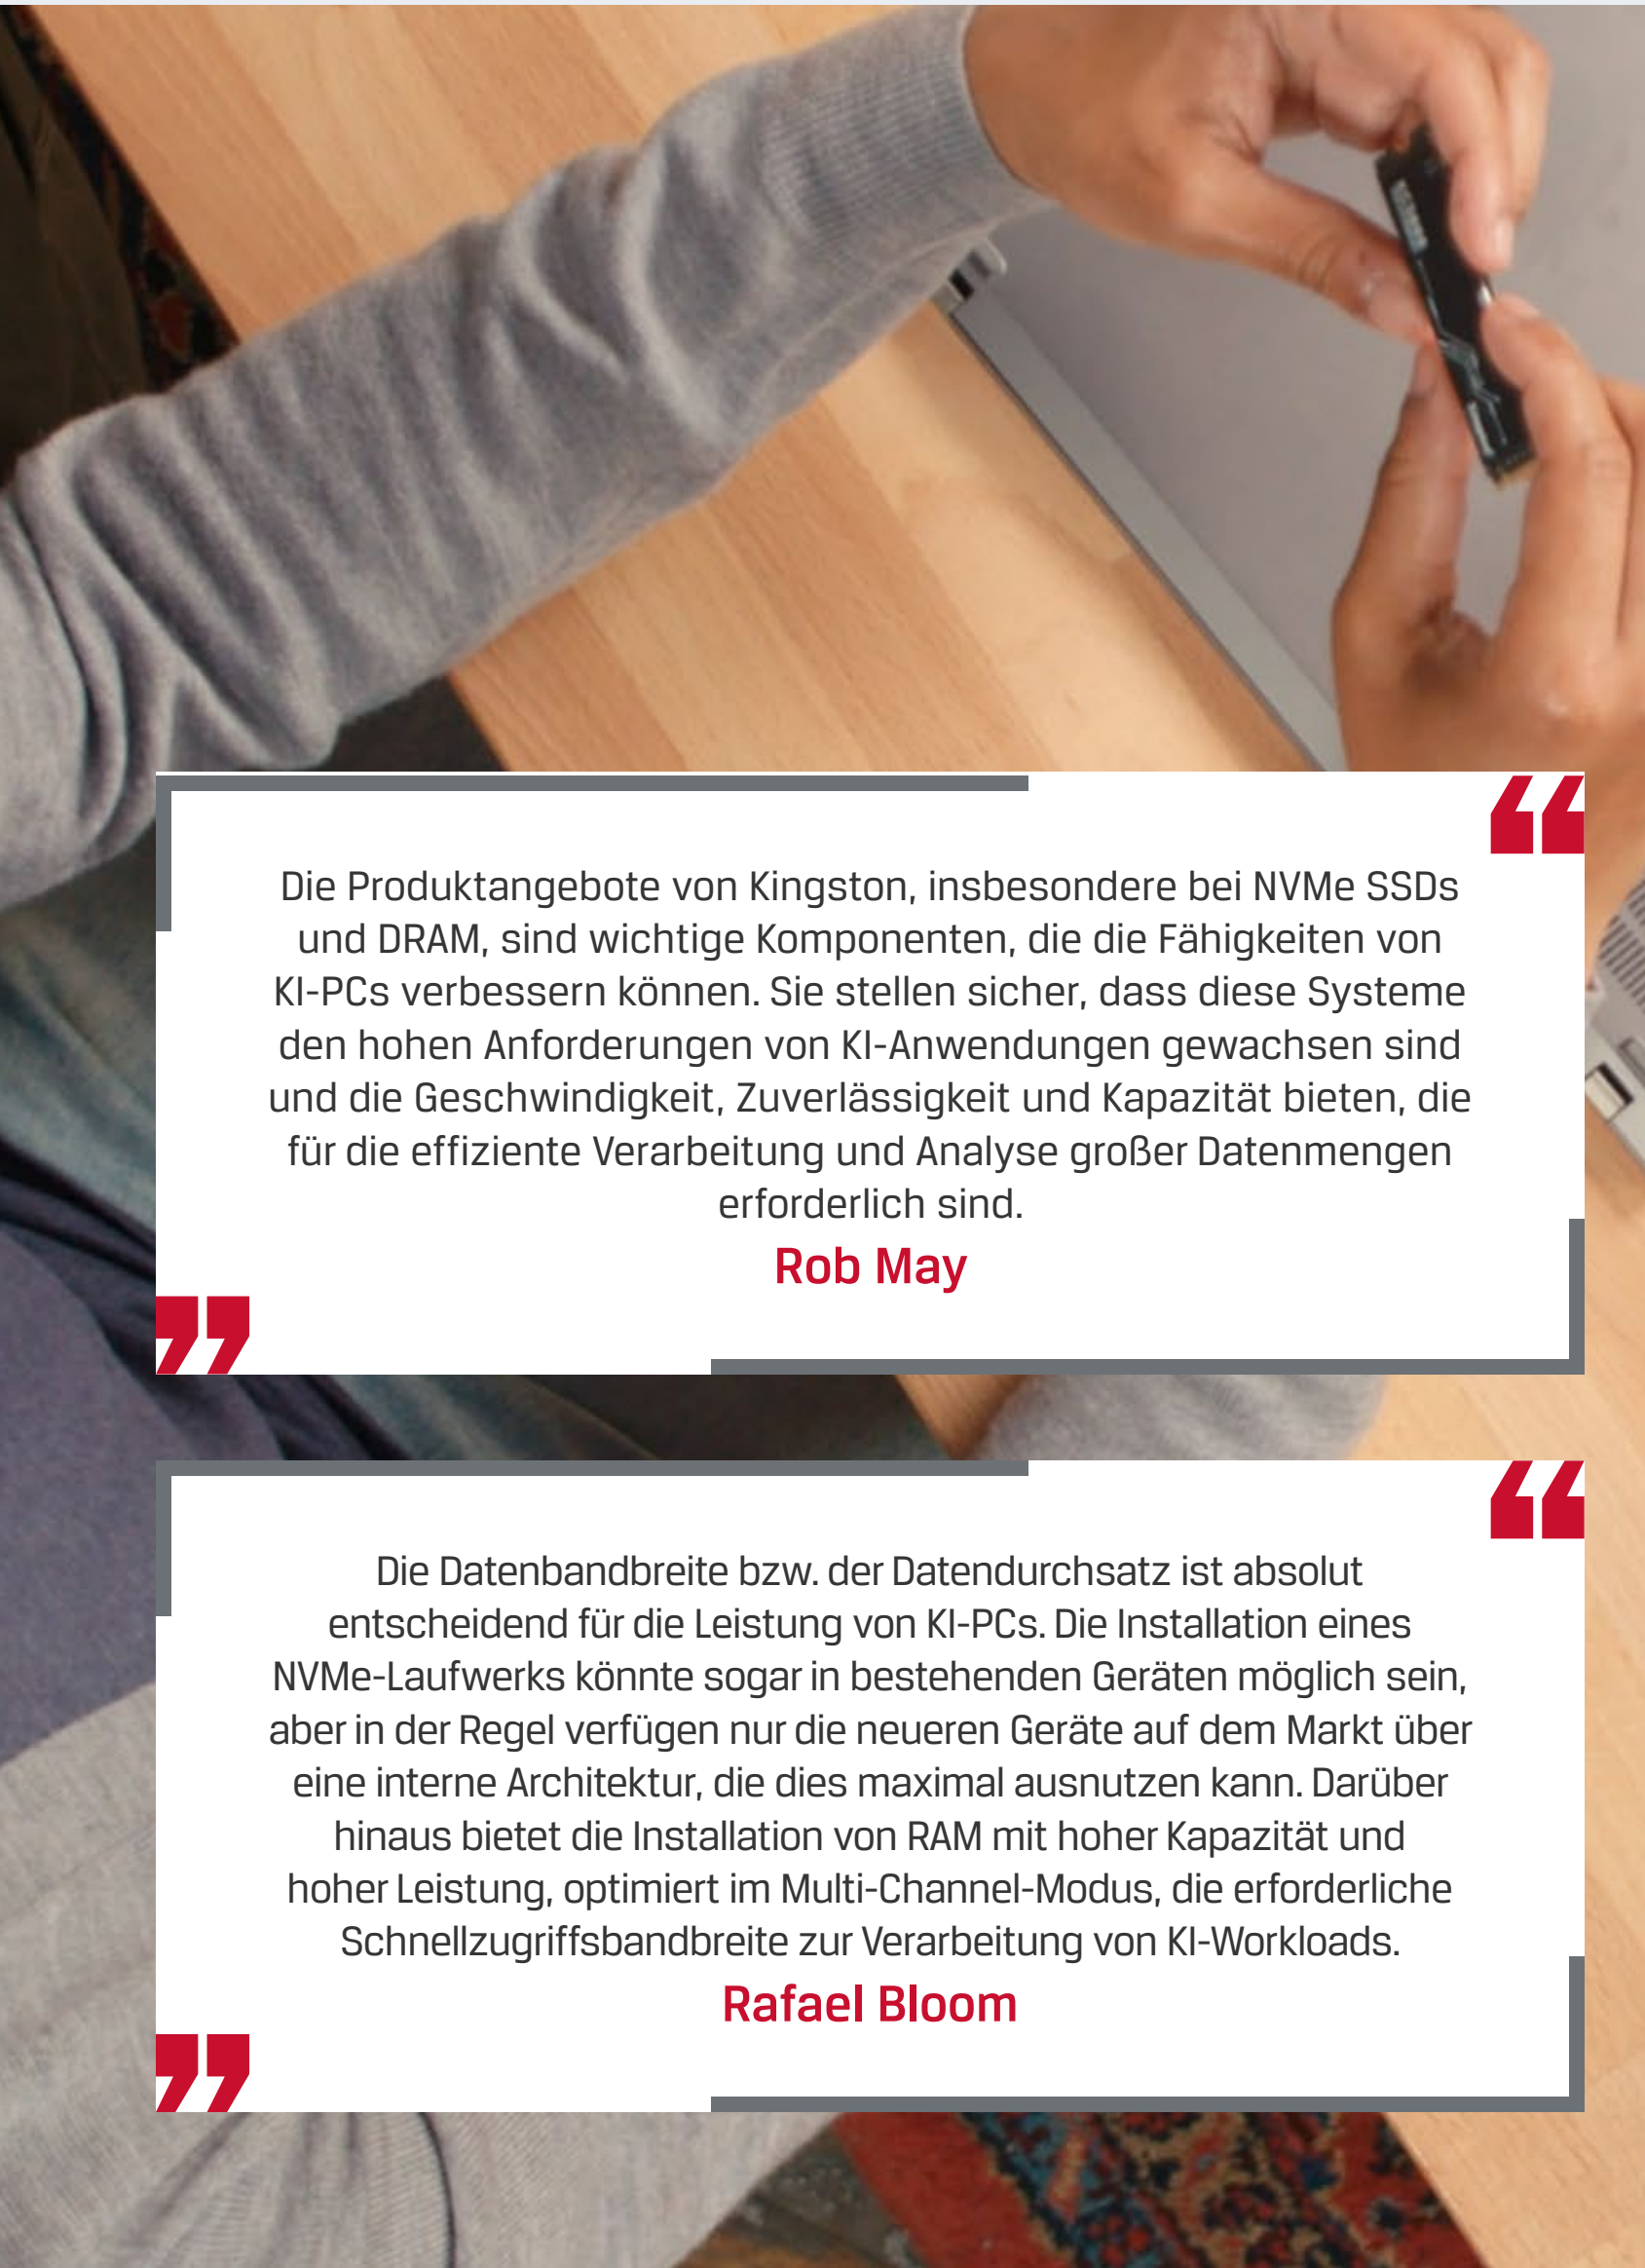 “
Die Produktangebote von Kingston, insbesondere bei NVMe SSDs
und DRAM, sind wichtige Komponenten, die die Fähigkeiten von
KI-PCs verbessern können. Sie stellen sicher, dass diese Systeme
den hohen Anforderungen von KI-Anwendungen gewachsen sind
und die Geschwindigkeit, Zuverlässigkeit und Kapazität bieten, die
für die effiziente Verarbeitung und Analyse großer Datenmengen
erforderlich sind.
Rob May
”
“
Die Datenbandbreite bzw. der Datendurchsatz ist absolut
entscheidend für die Leistung von KI-PCs. Die Installation eines
NVMe-Laufwerks könnte sogar in bestehenden Geräten möglich sein,
aber in der Regel verfügen nur die neueren Geräte auf dem Markt über
eine interne Architektur, die dies maximal ausnutzen kann. Darüber
hinaus bietet die Installation von RAM mit hoher Kapazität und
hoher Leistung, optimiert im Multi-Channel-Modus, die erforderliche
Schnellzugriffsbandbreite zur Verarbeitung von KI-Workloads.
Rafael Bloom
”